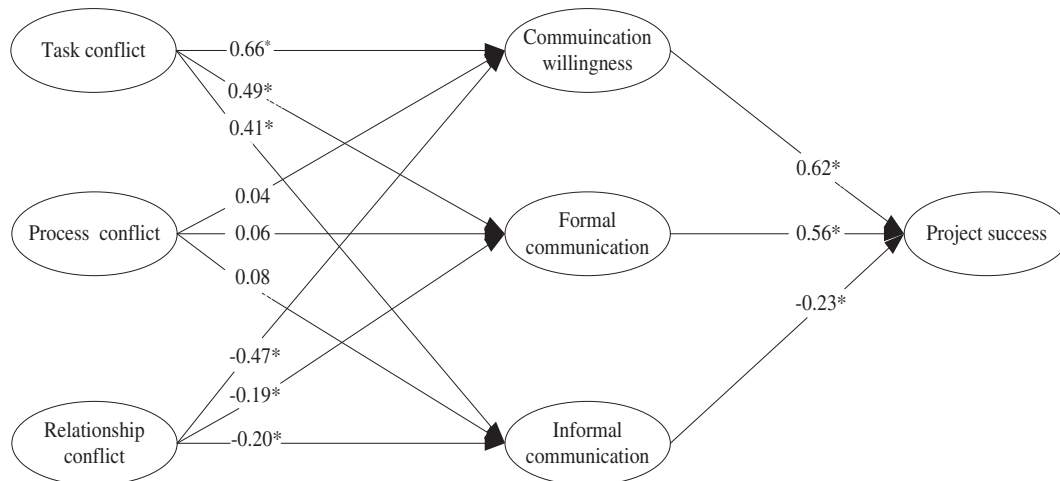 Task conflict
0.66*
Commuincation
willingness
0.49*
0.41*
0.62*
Process conflict
0.04
0.06
0.08
Formal
communication
0.56*
Project success
-0.23*
-0.47*
-0.19*
-0.20*
Relationship
conflict
Informal
communication